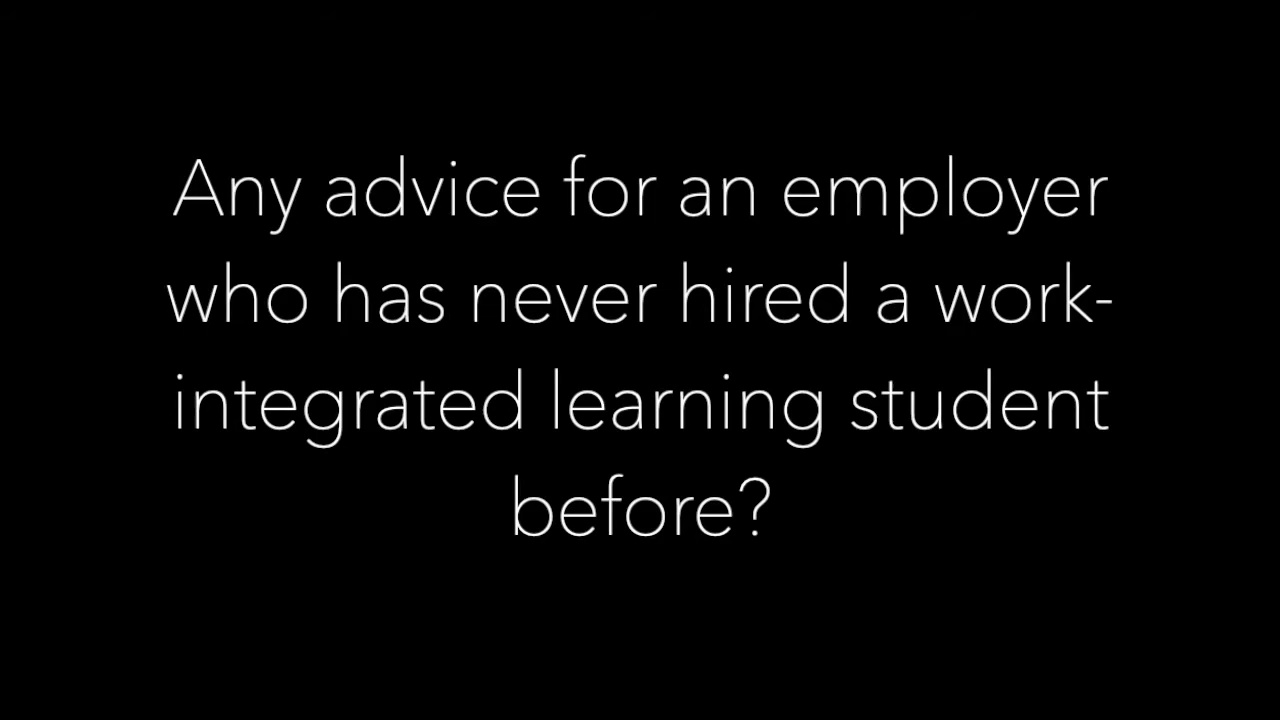 Any advice for an employer
who has never hired a work-
integrated learning student
before?